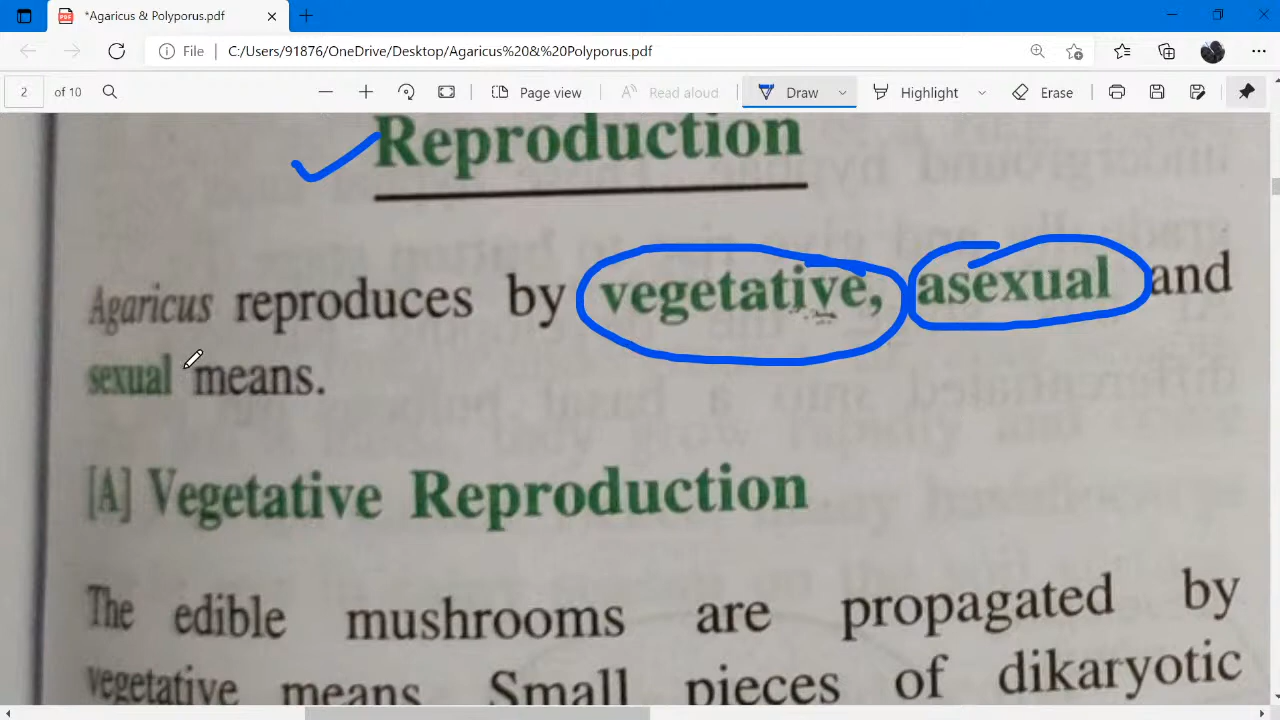 *Agaricus & Polyporus.pdf
File C:/Users/91876/OneDrive/Desktop/Agaricus%20&%20Polyporus.pdf
2 of 10 Page view Read aloud Draw Highlight Erase
Reproduction
Agaricus reproduces by vegetative, asexual and
sexual means.
[A] Vegetative Reproduction
The edible mushrooms are propagated by
vegetative means. Small pieces of dikaryotic